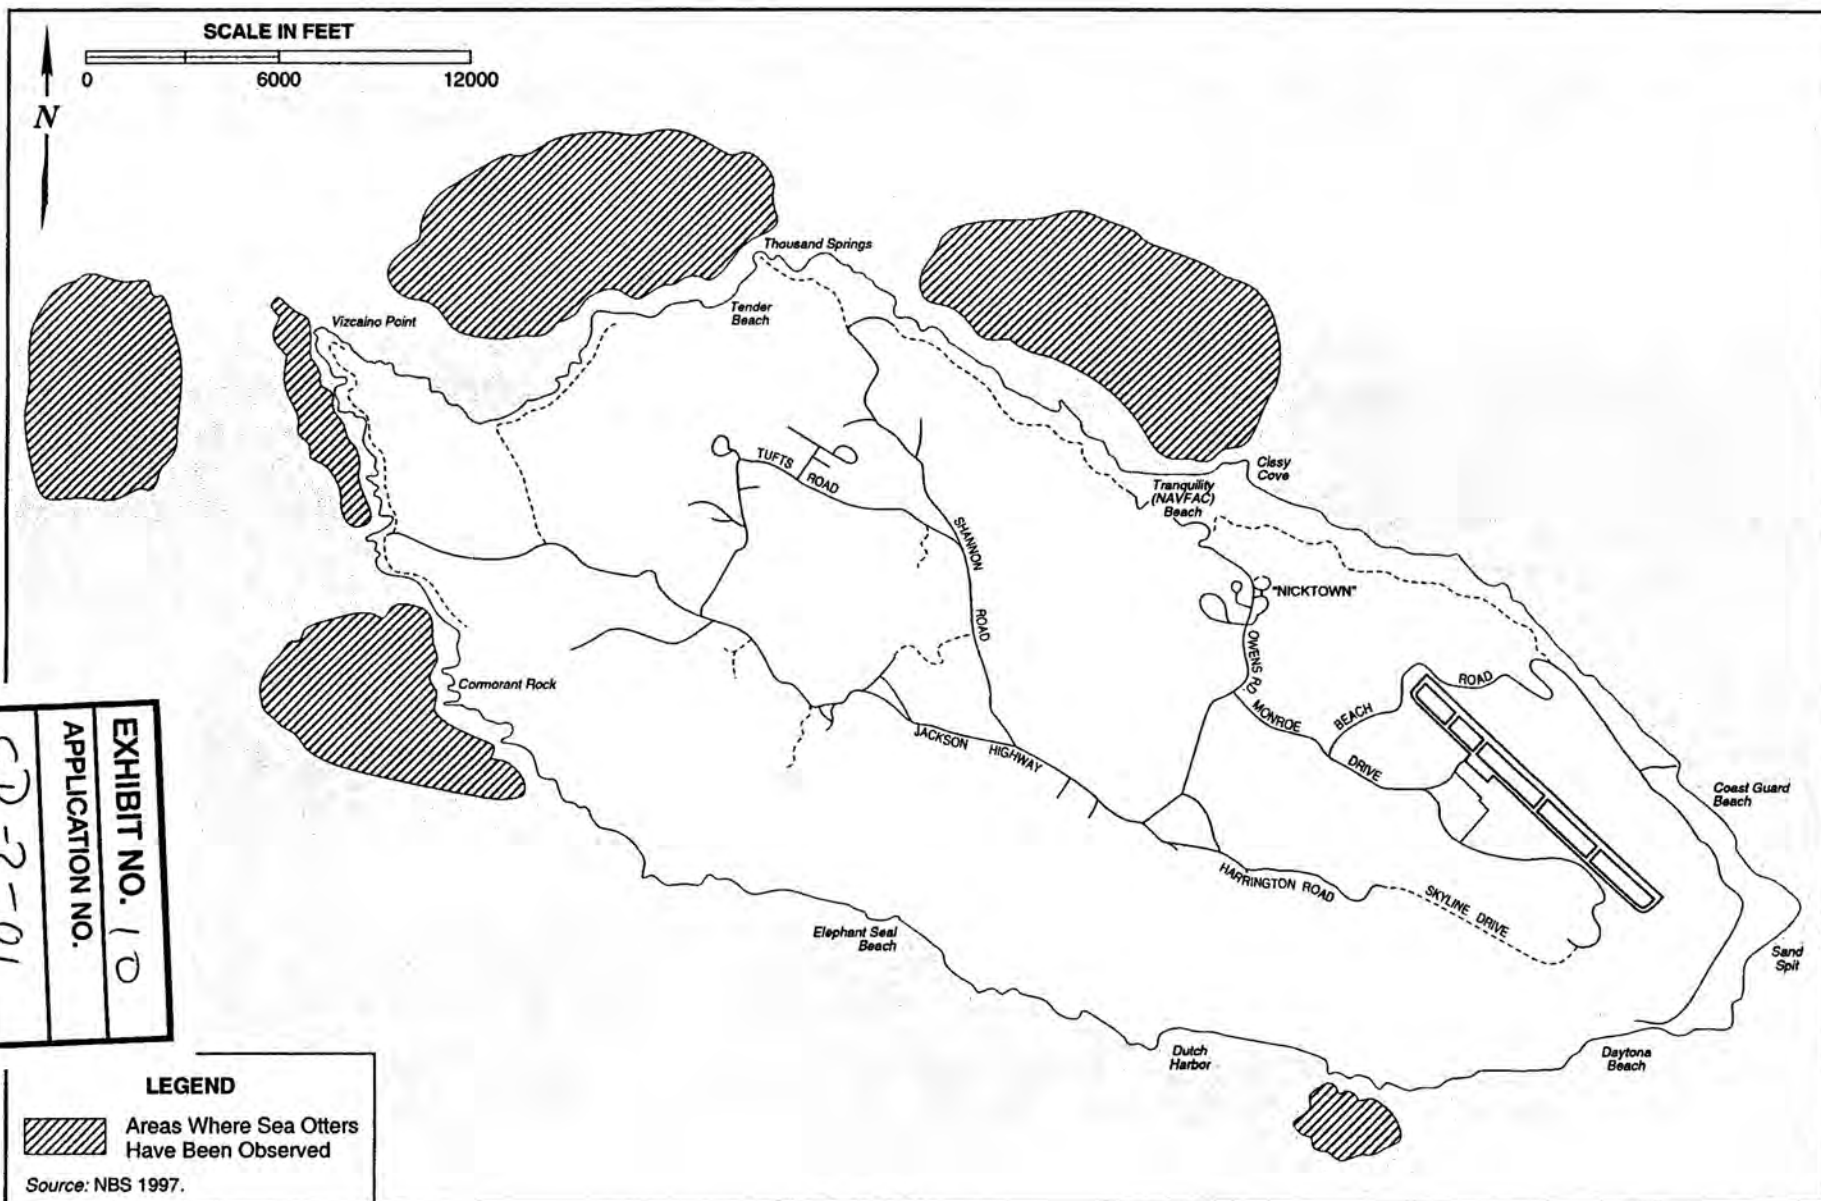 SCALE IN FEET
0 6000 12000
N
Thousand Springs
Vizcaino Point
Tender
Beach
Cissy
Cove
Tranquility
(NAVFAC)
Beach
TUFTS
ROAD
SHANNON
ROAD
"NICKTOWN"
OWENS RD.
Cormorant Rock
MONROE
DRIVE
BEACH
ROAD
JACKSON HIGHWAY
Coast Guard
Beach
HARRINGTON ROAD
SKYLINE DRIVE
Elephant Seal
Beach
Sand
Spit
Dutch
Harbor
Daytona
Beach
EXHIBIT NO. 10
APPLICATION NO.
LEGEND
Areas Where Sea Otters
Have Been Observed
Source: NBS 1997.